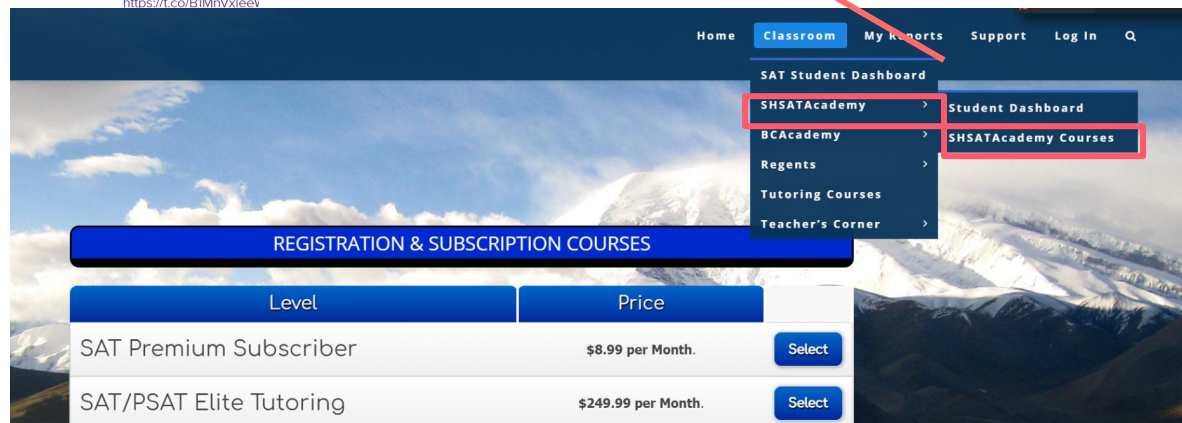 Home Classroom My Reports Support Log In
SAT Student Dashboard
SHSATAcademy
Student Dashboard
BCAcademy
SHSATAcademy Courses
Regents
Tutoring Courses
Teacher's Corner
REGISTRATION & SUBSCRIPTION COURSES
Level Price
SAT Premium Subscriber $8.99 per Month. Select
SAT/PSAT Elite Tutoring $249.99 per Month. Select